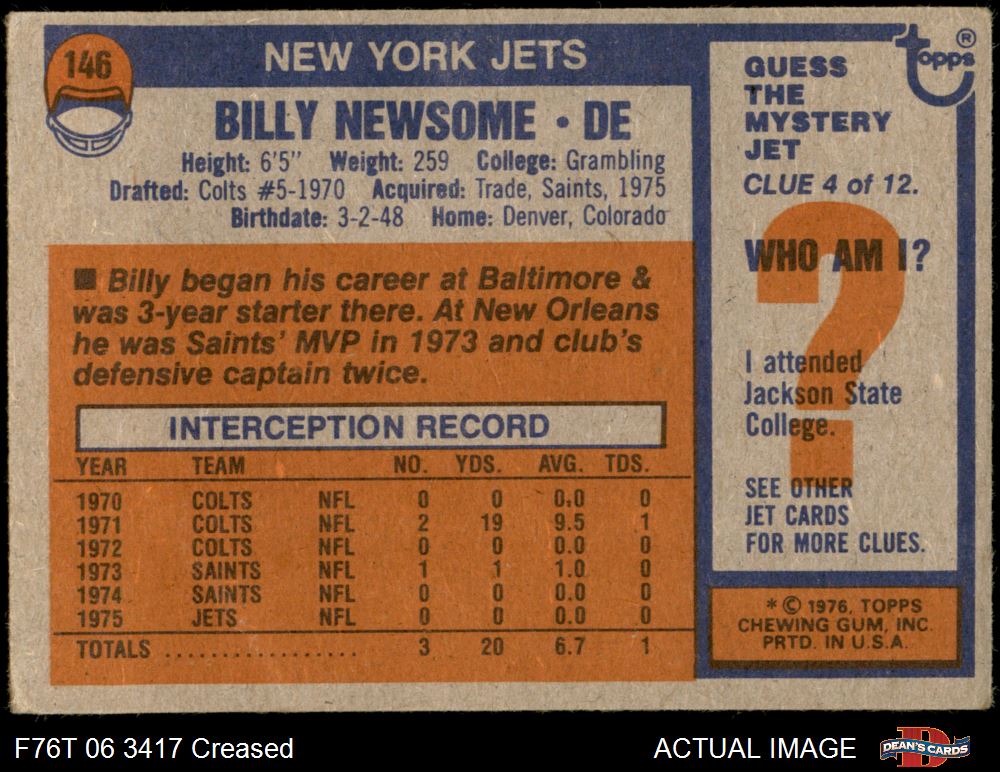 146
NEW YORK JETS
BILLY NEWSOME • DE
Height: 6'5" Weight: 259 College: Grambling
Drafted: Colts #5-1970 Acquired: Trade, Saints, 1975
Birthdate: 3-2-48 Home: Denver, Colorado
■ Billy began his career at Baltimore &
was 3-year starter there. At New Orleans
he was Saints' MVP in 1973 and club's
defensive captain twice.
INTERCEPTION RECORD
YEAR TEAM NO. YDS. AVG. TDS.
1970 COLTS NFL 0 0 0.0 0
1971 COLTS NFL 2 19 9.5 1
1972 COLTS NFL 0 0 0.0 0
1973 SAINTS NFL 1 1 1.0 0
1974 SAINTS NFL 0 0 0.0 0
1975 JETS NFL 0 0 0.0 0
TOTALS ................. 3 20 6.7 1
Topps ®
GUESS
THE
MYSTERY
JET
CLUE 4 of 12.
?
WHO AM I?
I attended
Jackson State
College.
SEE OTHER
JET CARDS
FOR MORE CLUES.
* © 1976, TOPPS
CHEWING GUM, INC.
PRTD. IN U.S.A.
F76T 06 3417 Creased
ACTUAL IMAGE
DEAN'S CARDS